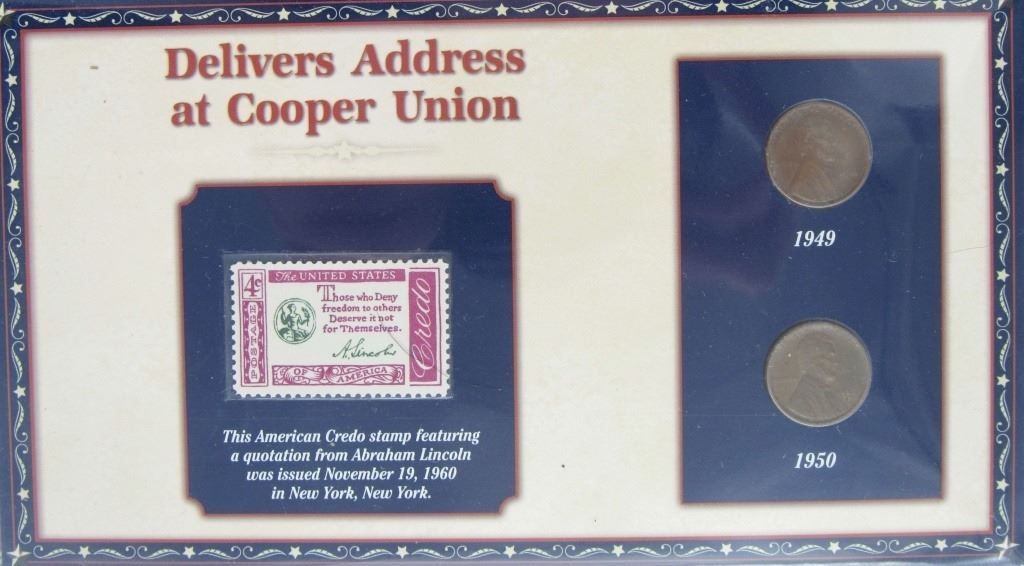 Delivers Address
at Cooper Union
4¢
The UNITED STATES
POSTAGE
Those who Deny
freedom to others
Deserve it not
for Themselves.
A. Lincoln
Credo
OF AMERICA
This American Credo stamp featuring
a quotation from Abraham Lincoln
was issued November 19, 1960
in New York, New York.
1949
1950